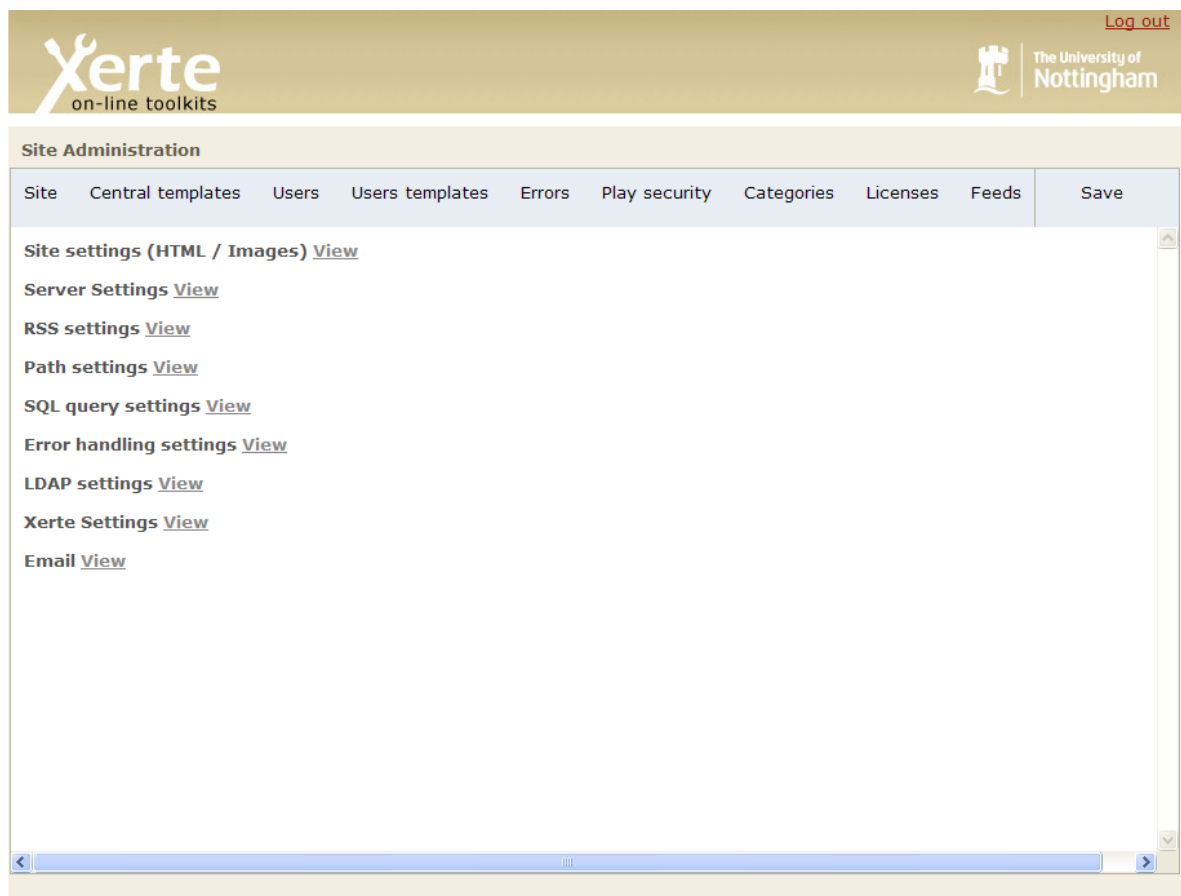 Log out
Xerte
on-line toolkits
The University of
Nottingham
Site Administration
Site Central templates Users Users templates Errors Play security Categories Licenses Feeds Save
Site settings (HTML / Images) View
Server Settings View
RSS settings View
Path settings View
SQL query settings View
Error handling settings View
LDAP settings View
Xerte Settings View
Email View